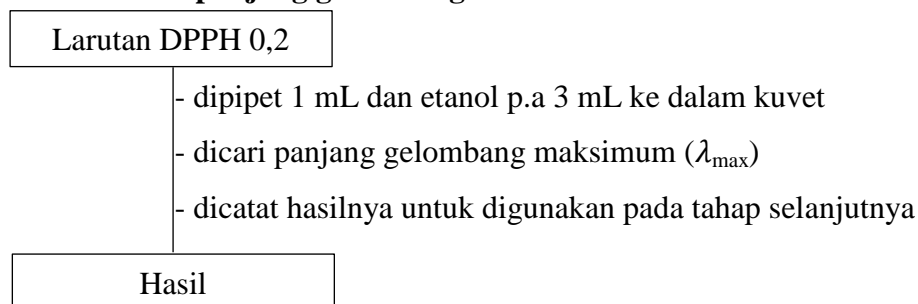 Larutan DPPH 0,2
- dipipet 1 mL dan etanol p.a 3 mL ke dalam kuvet
- dicari panjang gelombang maksimum (λmax)
- dicatat hasilnya untuk digunakan pada tahap selanjutnya
Hasil